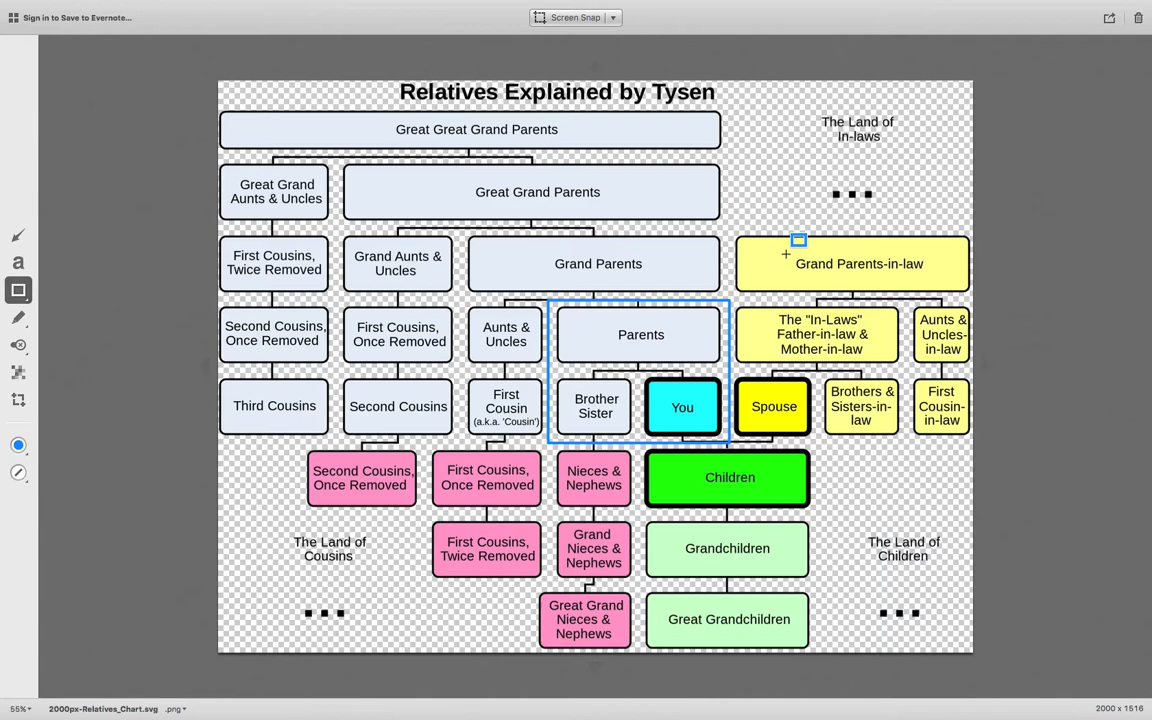 Sign in to Save to Evernote...
Screen Snap
Relatives Explained by Tysen
Great Great Grand Parents
The Land of
In-laws
Great Grand
Aunts & Uncles
Great Grand Parents
First Cousins,
Twice Removed
Grand Aunts &
Uncles
Grand Parents
Grand Parents-in-law
Second Cousins,
Once Removed
First Cousins,
Once Removed
Aunts &
Uncles
Parents
The "In-Laws"
Father-in-law &
Mother-in-law
Aunts &
Uncles-
in-law
Third Cousins
Second Cousins
First
Cousin
(a.k.a. 'Cousin')
Brother
Sister
You
Spouse
Brothers &
Sisters-in-
law
First
Cousin-
in-law
Second Cousins,
Once Removed
First Cousins,
Once Removed
Nieces &
Nephews
Children
The Land of
Cousins
First Cousins,
Twice Removed
Grand
Nieces &
Nephews
Grandchildren
The Land of
Children
Great Grand
Nieces &
Nephews
Great Grandchildren
a
55%
2000px-Relatives_Chart.svg
.png
2000 x 1516